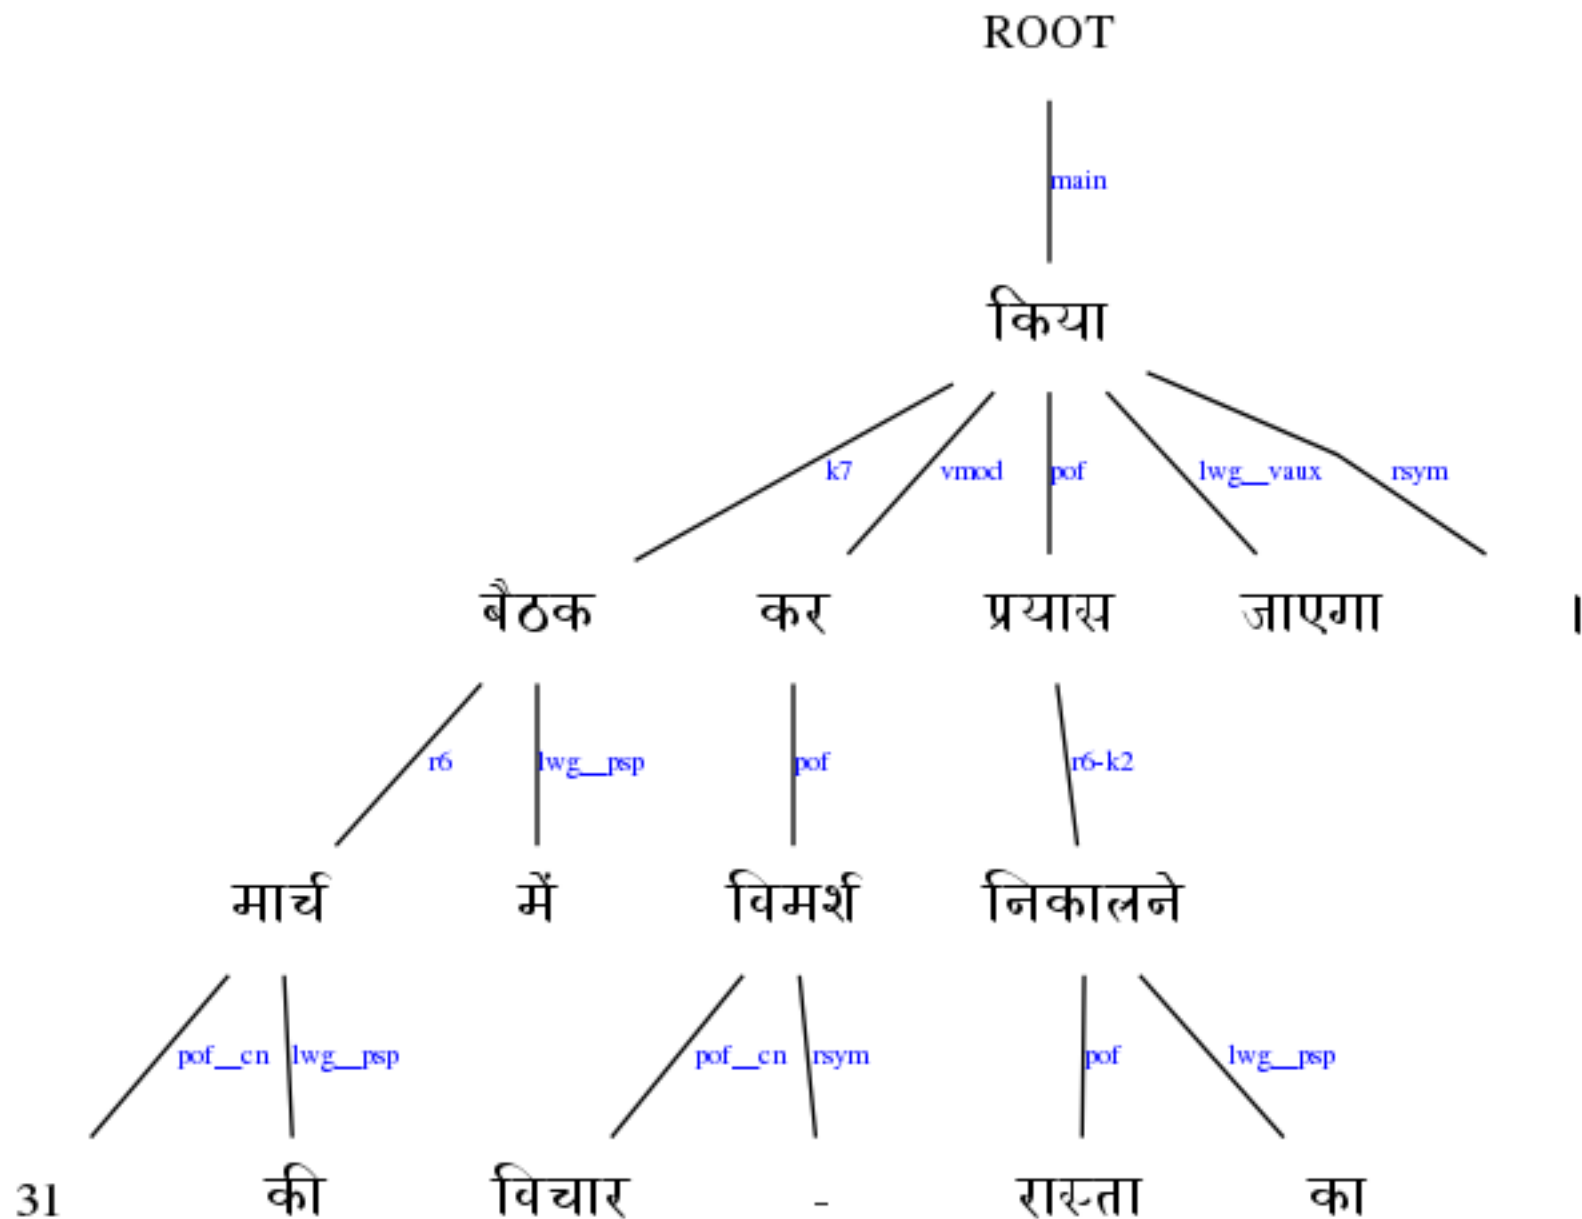 ROOT
main
किया
k7 vmod pof lwg__vaux rsym
बैठक कर प्रयास जाएगा ।
r6 lwg__psp pof r6-k2
मार्च में विमर्श निकालने
pof__cn lwg__psp pof__cn rsym pof lwg__psp
31 की विचार - रास्ता का